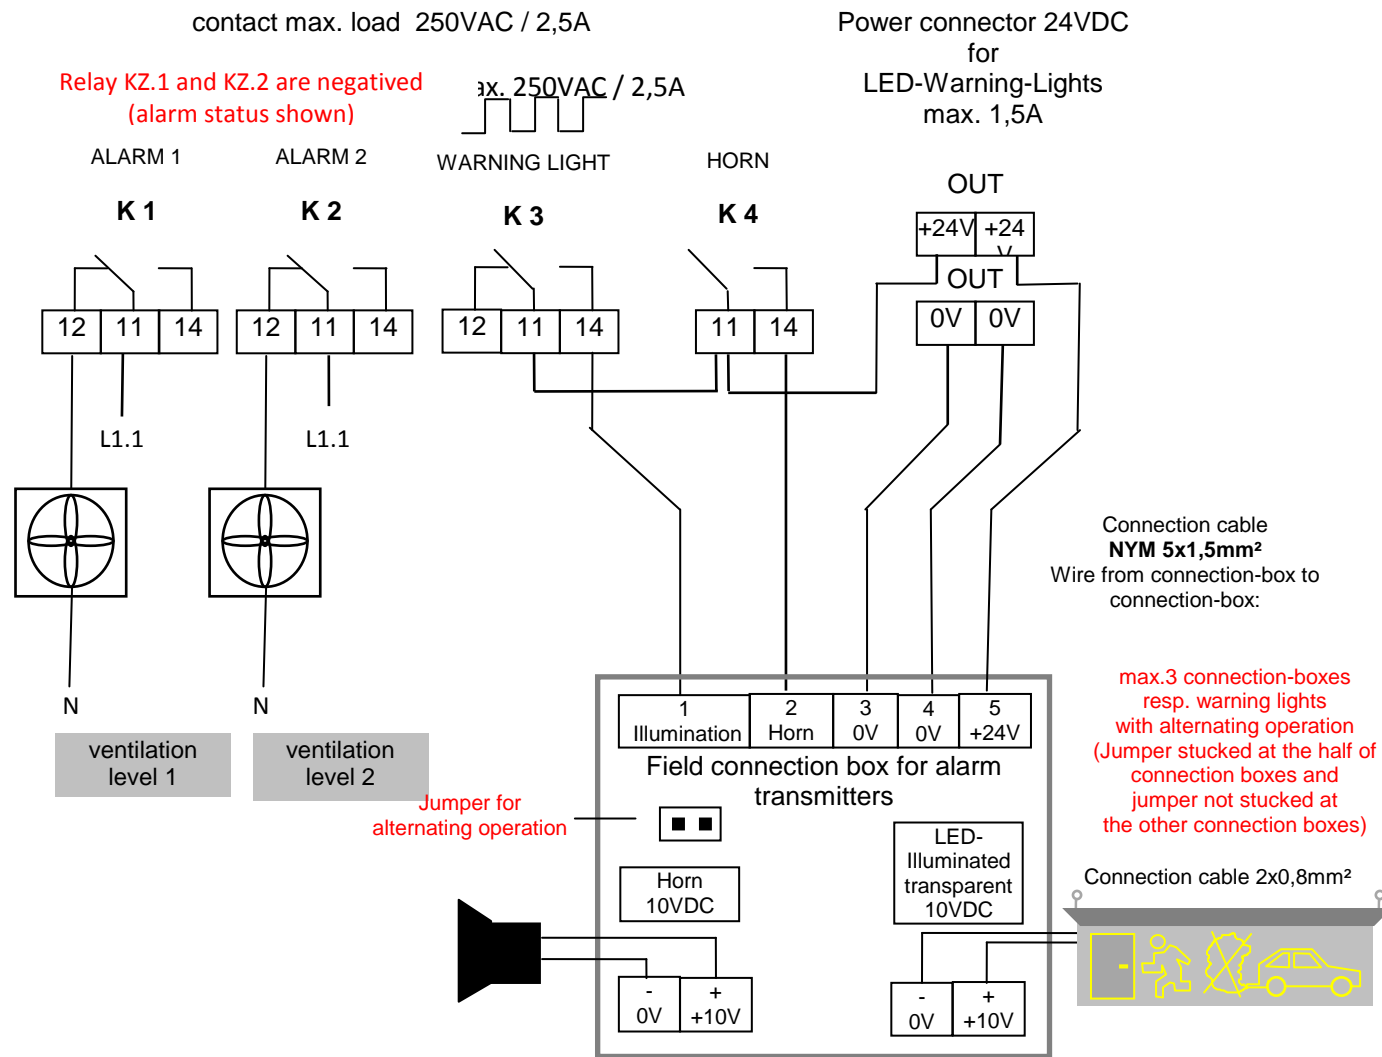 contact max. load 250VAC / 2,5A
Power connector 24VDC
for
LED-Warning-Lights
max. 1,5A
Relay KZ.1 and KZ.2 are negatived
(alarm status shown)
ax. 250VAC / 2,5A
ALARM 1
ALARM 2
WARNING LIGHT
HORN
K 1
K 2
K 3
K 4
OUT
+24V
+24
V
OUT
0V
0V
12
11
14
12
11
14
12
11
14
11
14
L1.1
L1.1
N
N
ventilation
level 1
ventilation
level 2
Connection cable
NYM 5x1,5mm²
Wire from connection-box to
connection-box:
max.3 connection-boxes
resp. warning lights
with alternating operation
(Jumper stucked at the half of
connection boxes and
jumper not stucked at
the other connection boxes)
1
Illumination
2
Horn
3
0V
4
0V
5
+24V
Field connection box for alarm
transmitters
Jumper for
alternating operation
Horn
10VDC
LED-
Illuminated
transparent
10VDC
Connection cable 2x0,8mm²
-
0V
+
+10V
-
0V
+
+10V